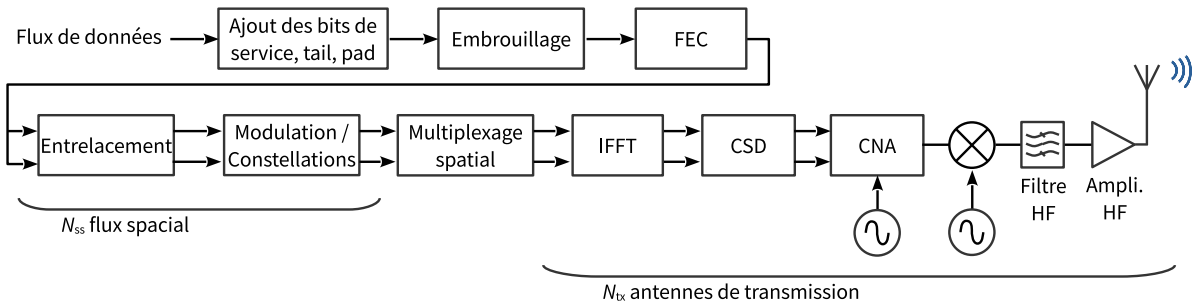 Flux de données
Ajout des bits de
service, tail, pad
Embrouillage
FEC
Entrelacement
Modulation /
Constellations
Multiplexage
spatial
IFFT
CSD
CNA
Filtre
HF
Ampli.
HF
Nss flux spacial
Ntx antennes de transmission